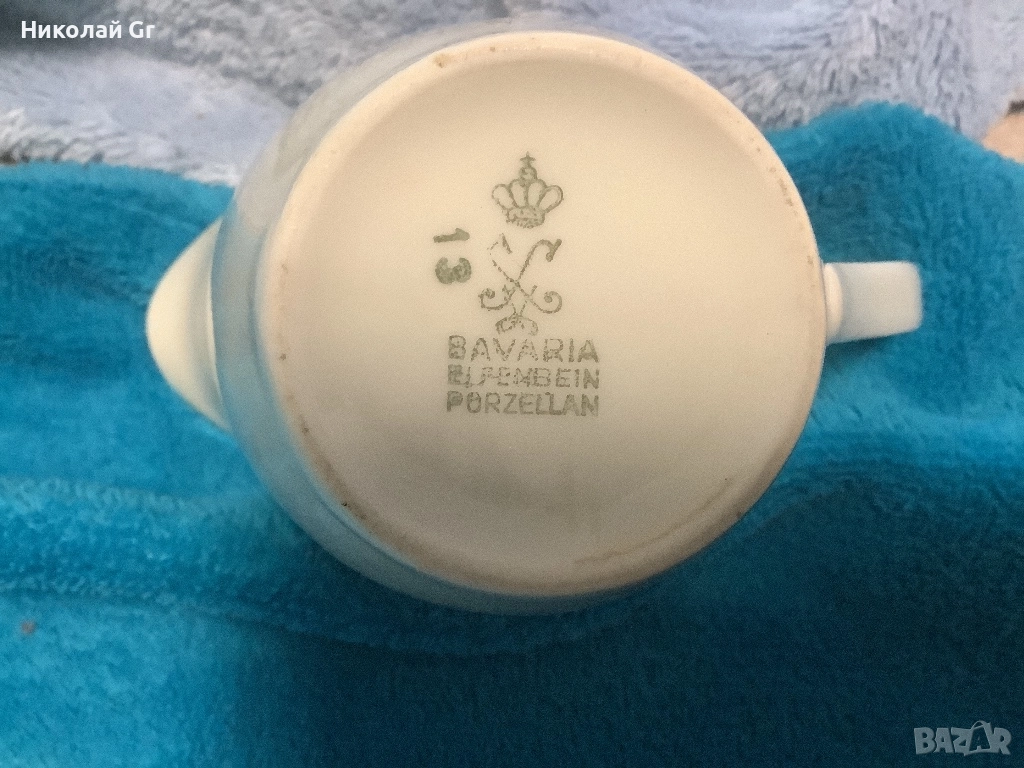 Николай Gr
13
BAVARIA
ELFENBEIN
PORZELLAN
BAZAR